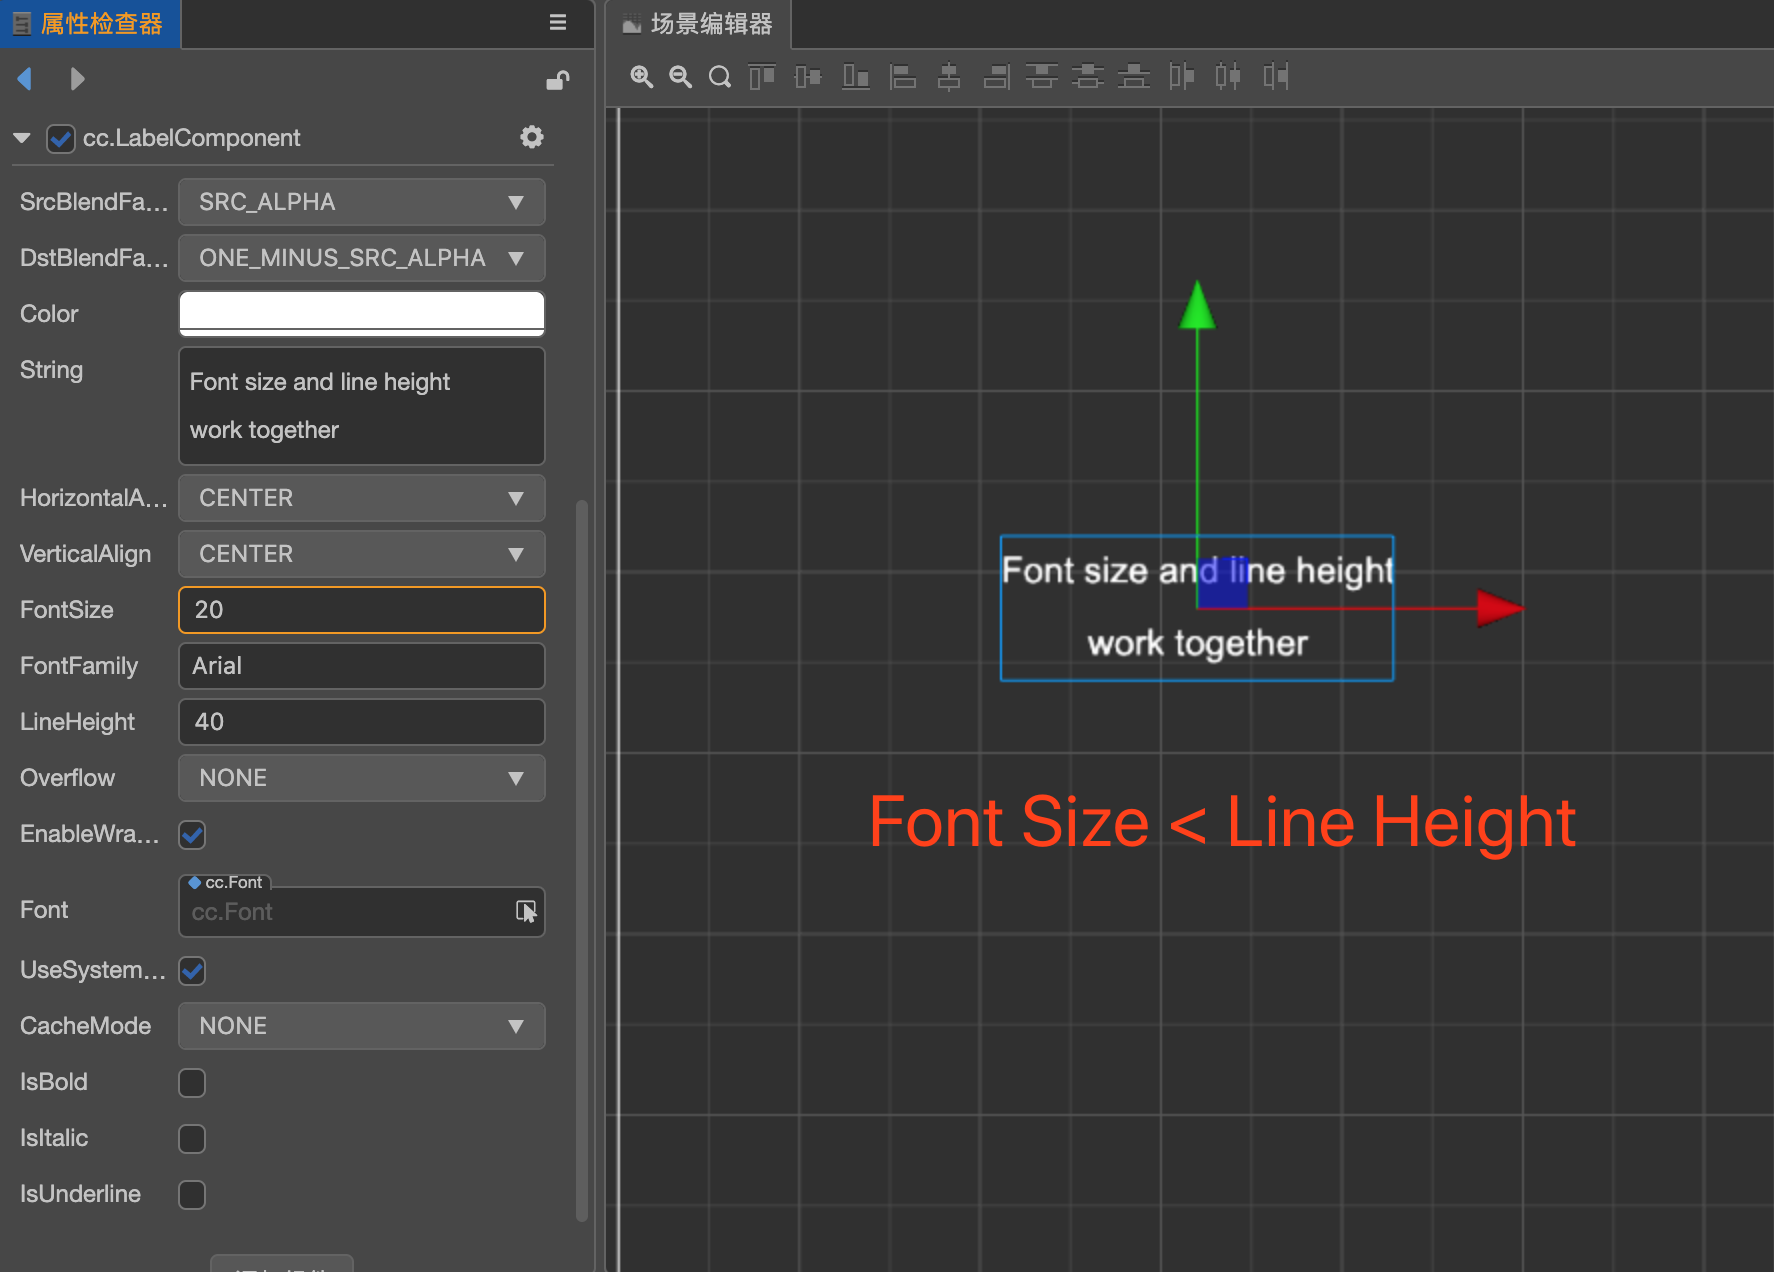 属性检查器
cc.LabelComponent
SrcBlendFa... SRC_ALPHA
DstBlendFa... ONE_MINUS_SRC_ALPHA
Color
String
Font size and line height
work together
HorizontalA... CENTER
VerticalAlign CENTER
FontSize 20
FontFamily Arial
LineHeight 40
Overflow NONE
EnableWra...
cc.Font
Font cc.Font
UseSystem...
CacheMode NONE
IsBold
IsItalic
IsUnderline
场景编辑器
Font size and line height
work together
Font Size < Line Height